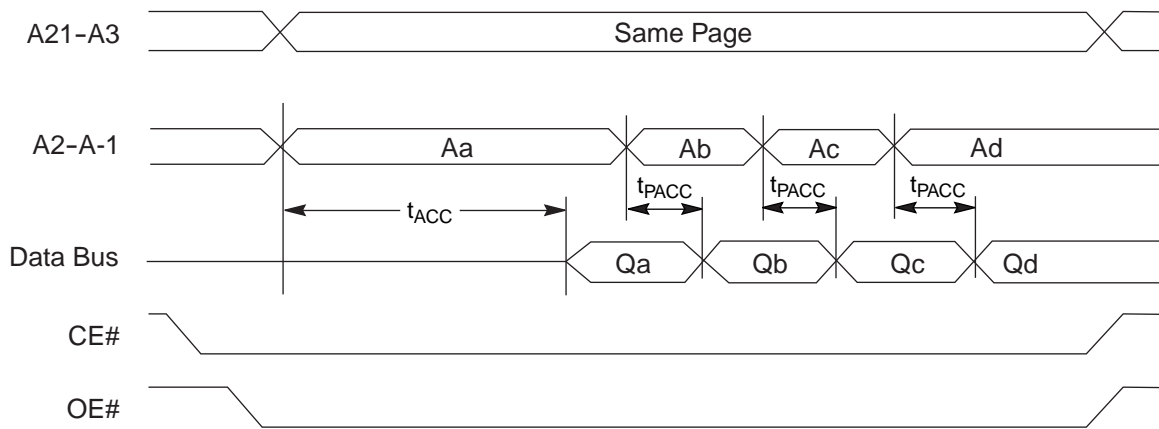 A21–A3 Same Page
A2–A-1 Aa Ab Ac Ad
tACC tPACC tPACC tPACC
Data Bus Qa Qb Qc Qd
CE#
OE#